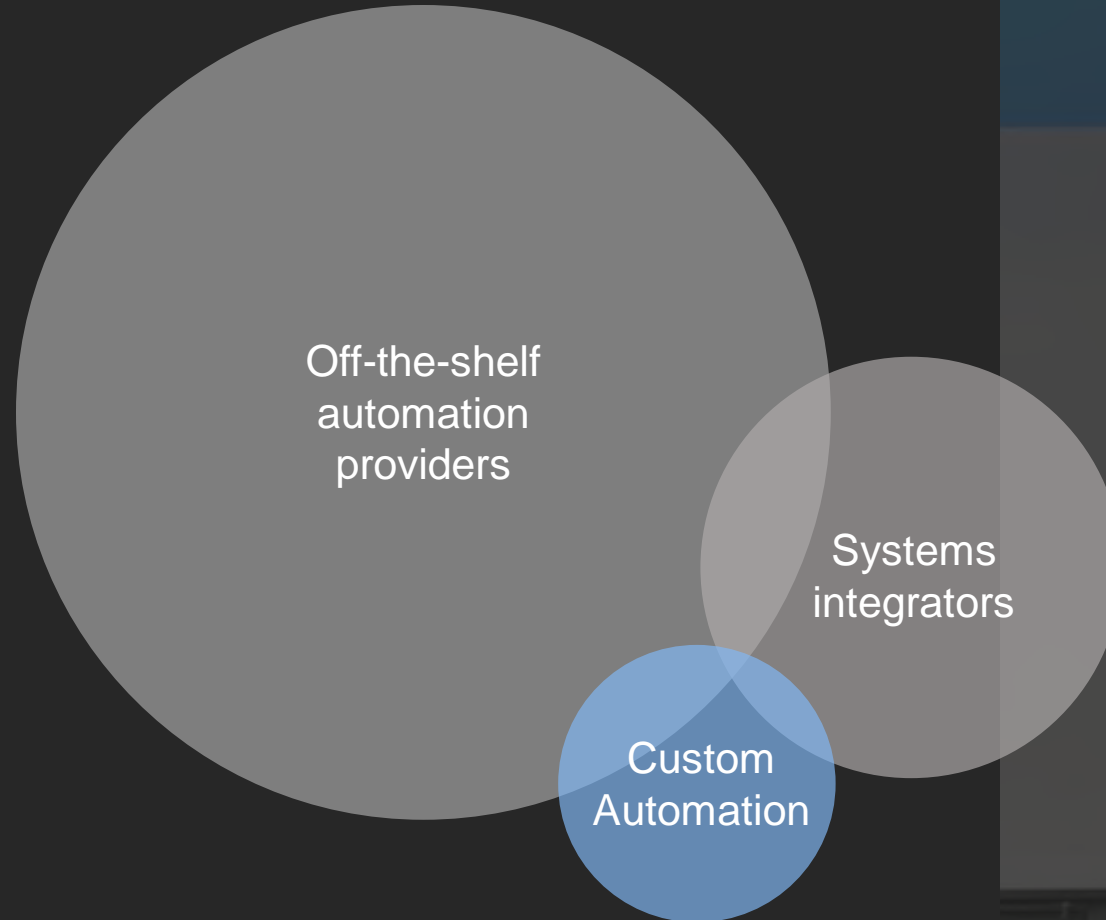 Off-the-shelf
automation
providers
Systems
integrators
Custom
Automation